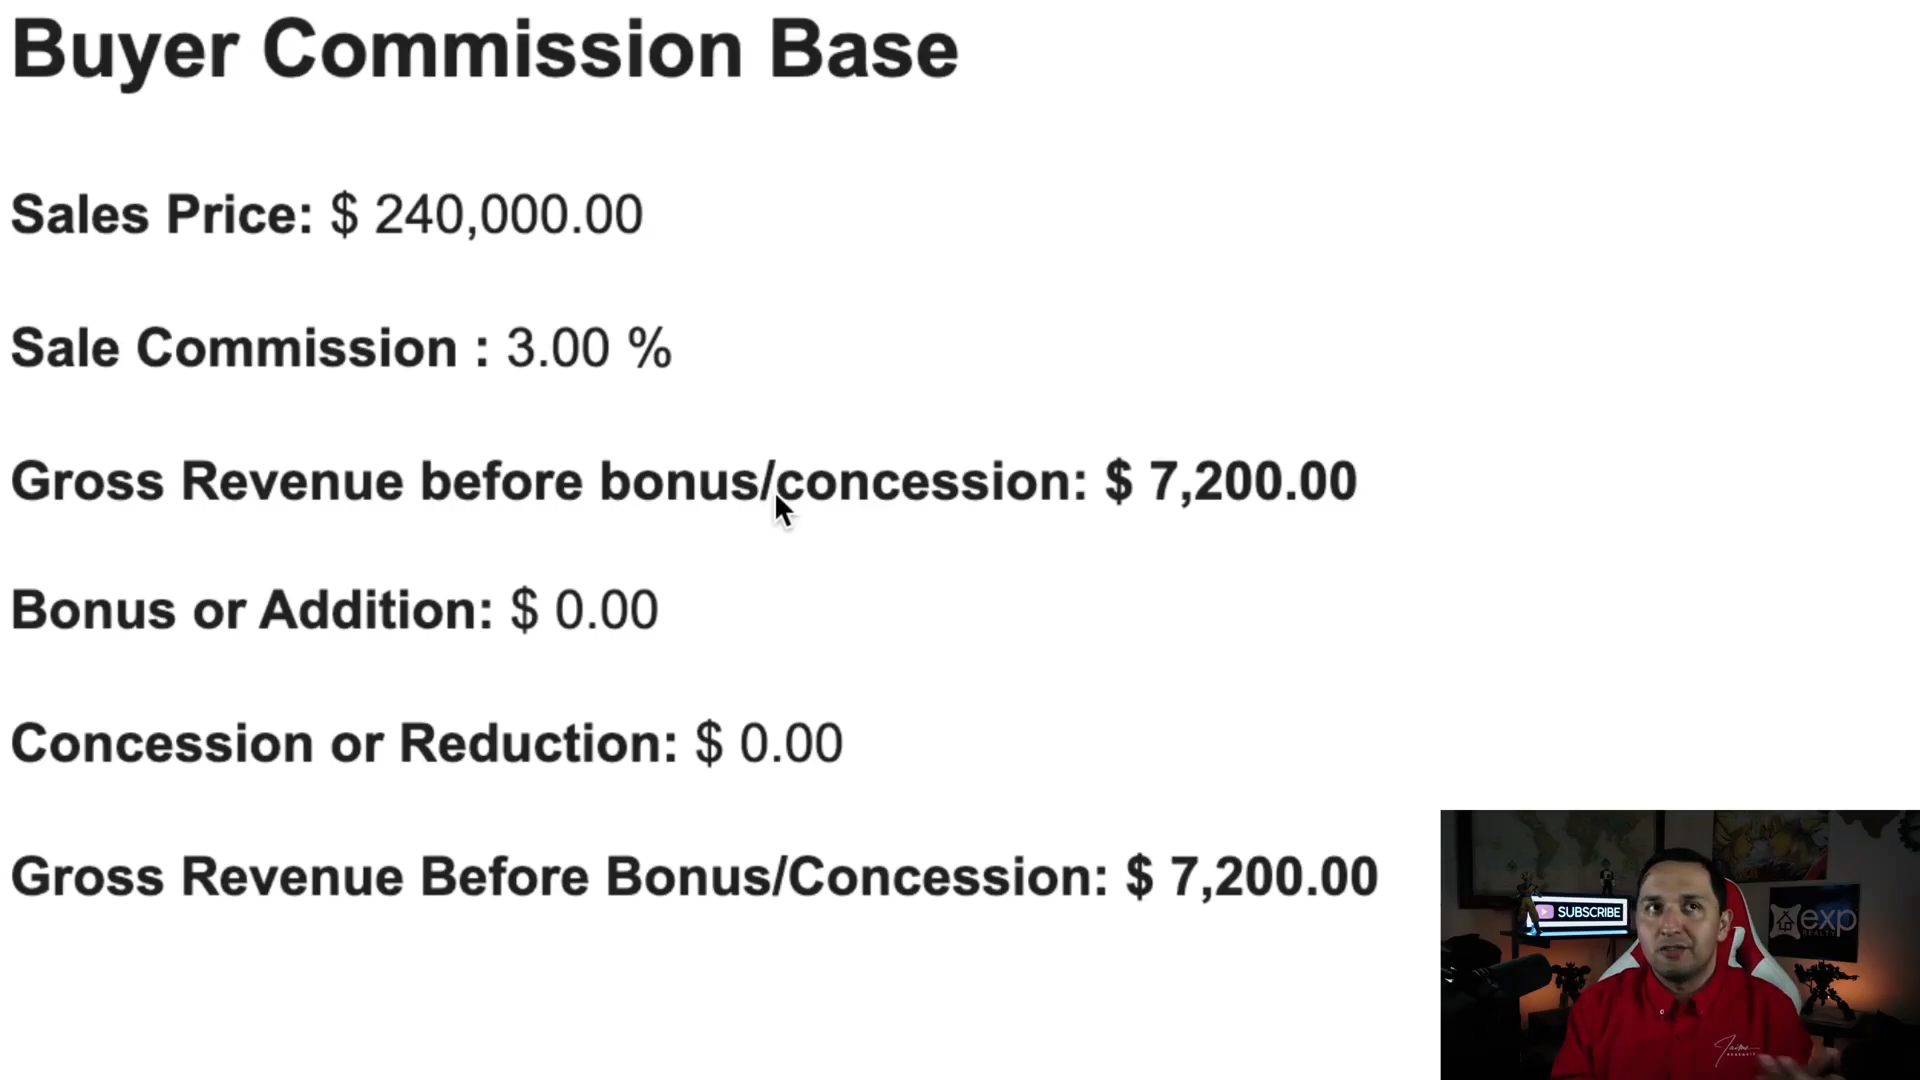 Buyer Commission Base
Sales Price: $ 240,000.00
Sale Commission : 3.00 %
Gross Revenue before bonus/concession: $ 7,200.00
Bonus or Addition: $ 0.00
Concession or Reduction: $ 0.00
Gross Revenue Before Bonus/Concession: $ 7,200.00
SUBSCRIBE
exp
REALTY
Jaime